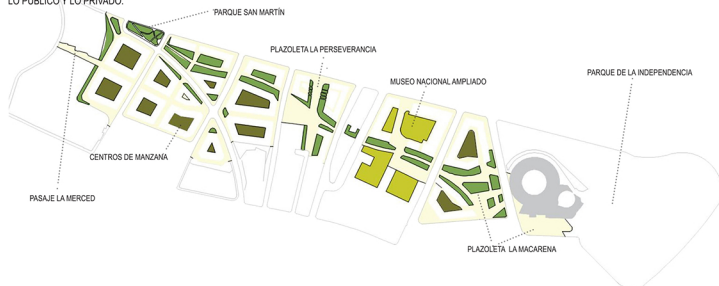 LO PÚBLICO Y LO PRIVADO.
PARQUE SAN MARTÍN
PLAZOLETA LA PERSEVERANCIA
MUSEO NACIONAL AMPLIADO
PARQUE DE LA INDEPENDENCIA
CENTROS DE MANZANA
PASAJE LA MERCED
PLAZOLETA LA MACARENA